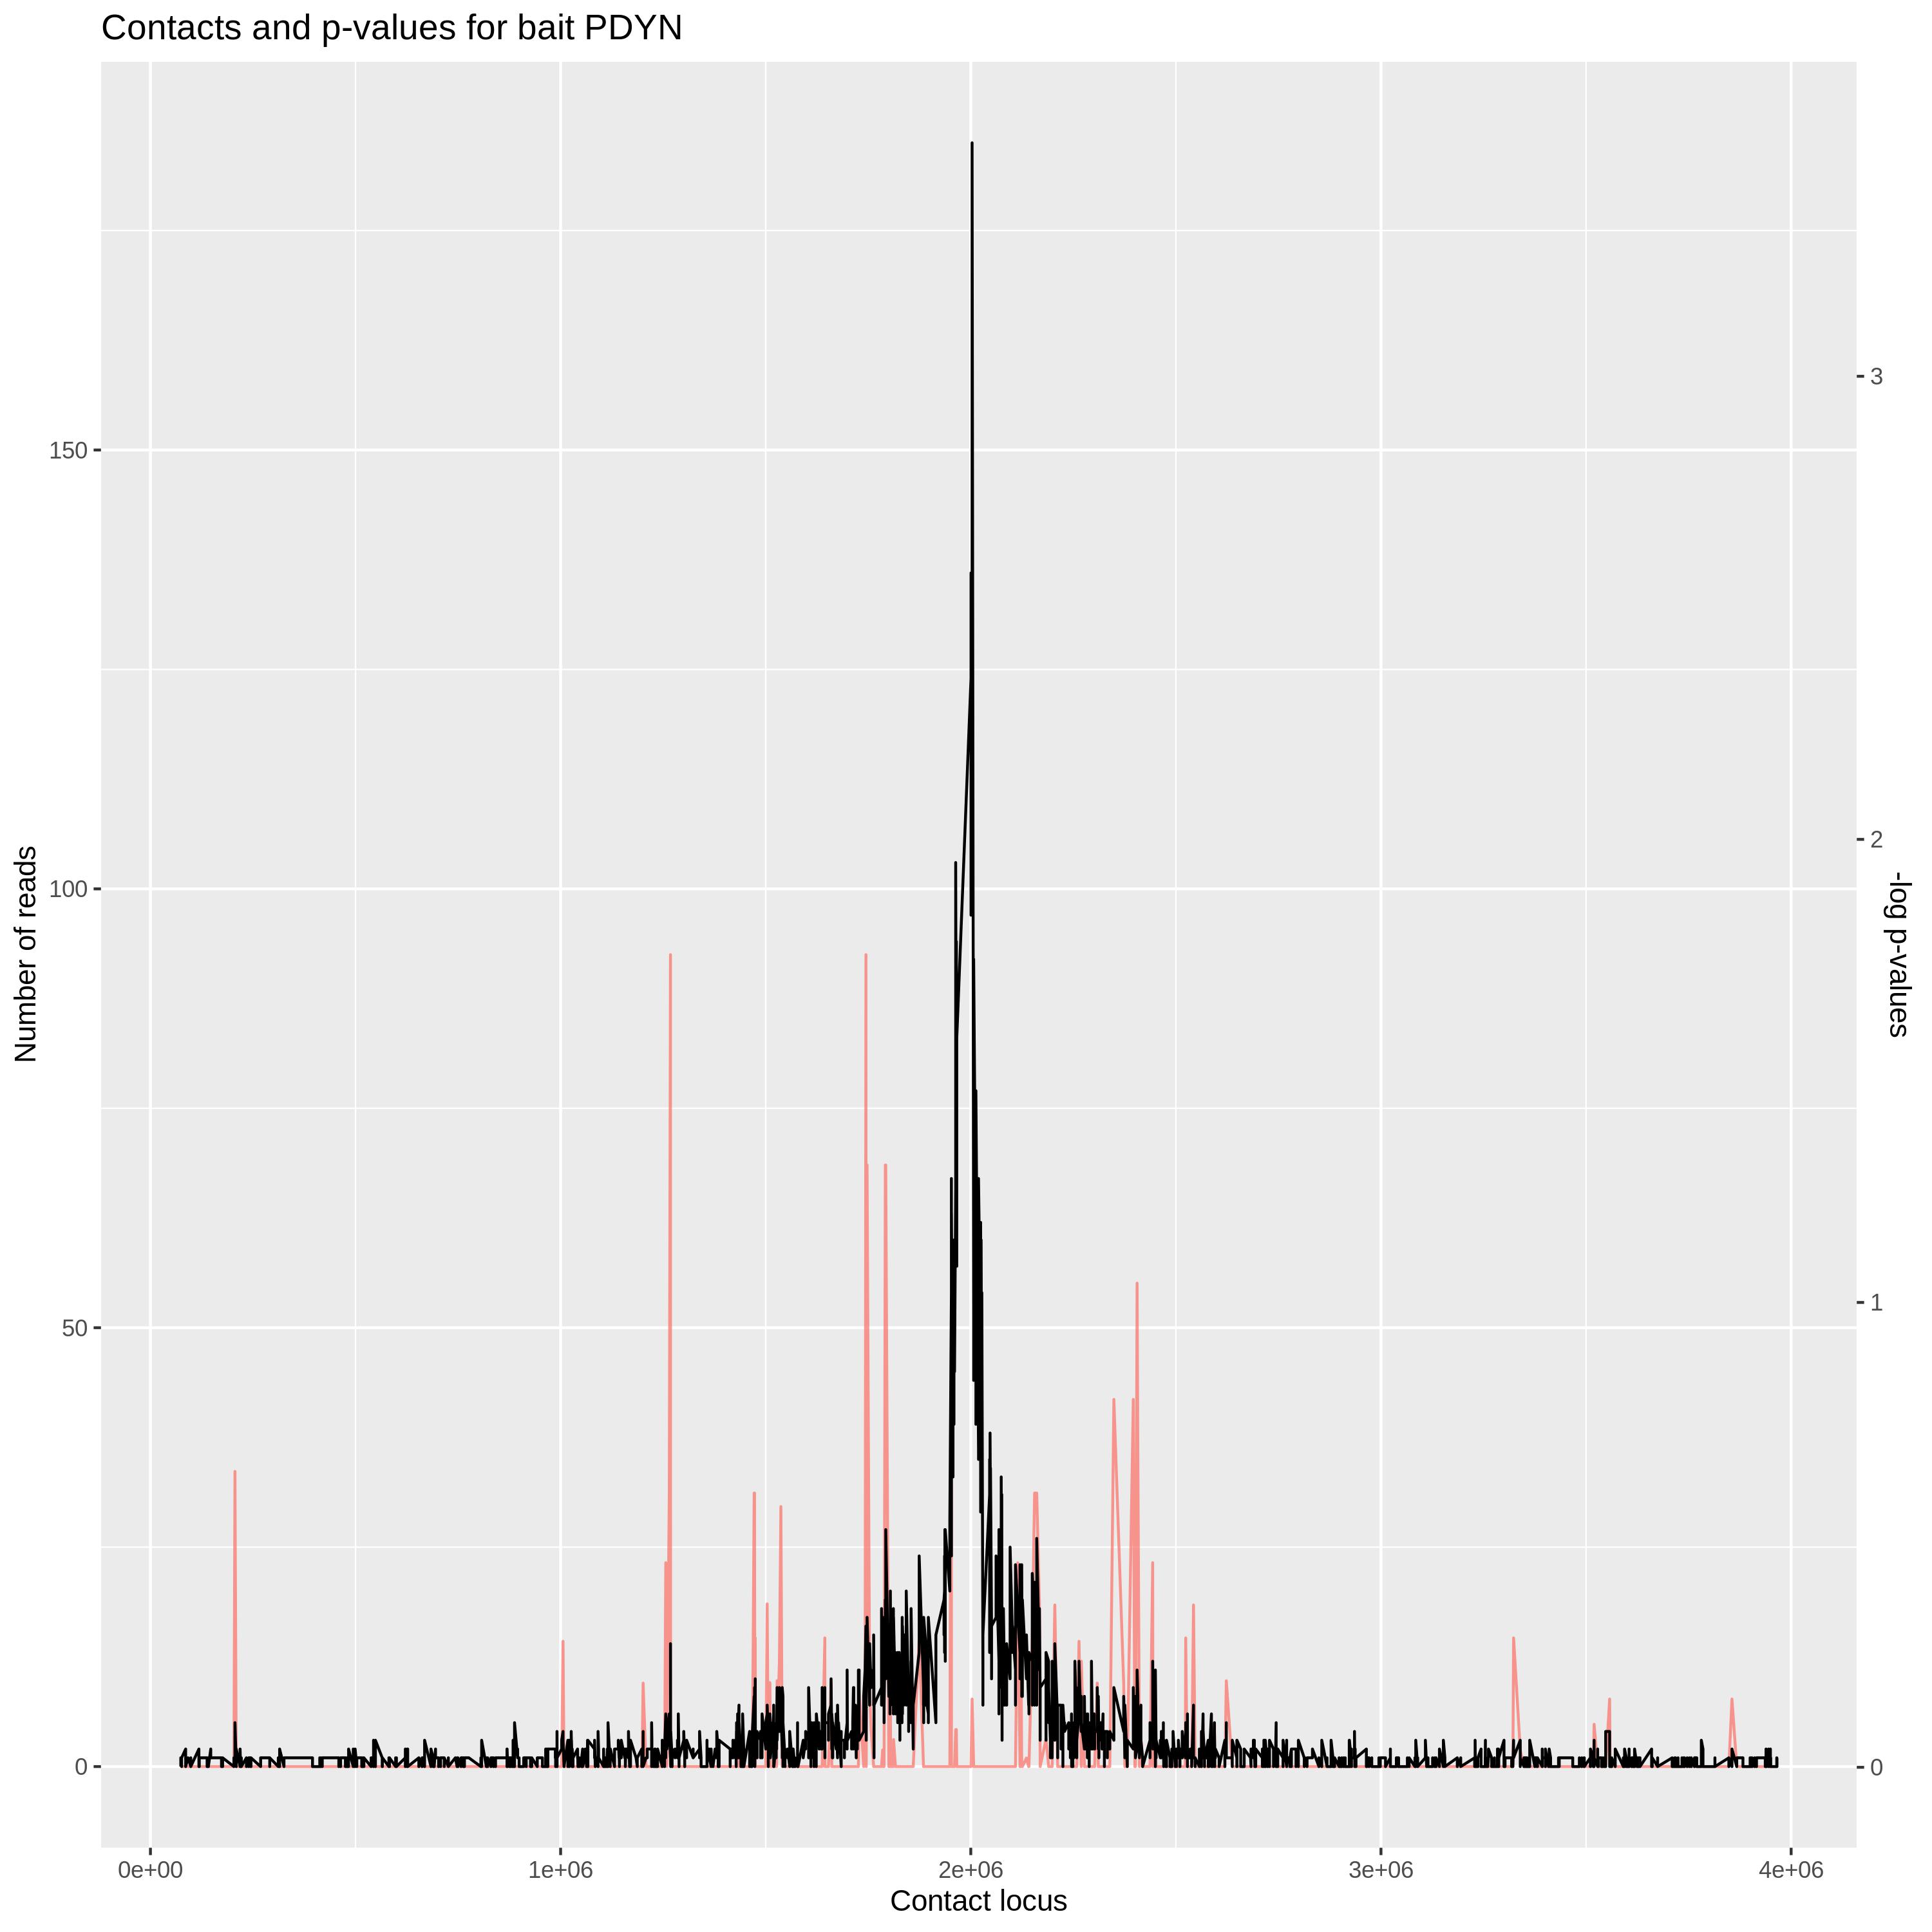 Contacts and p-values for bait PDYN
Number of reads
150
100
50
0
3
2
1
0
-log p-values
0e+00
1e+06
2e+06
3e+06
4e+06
Contact locus